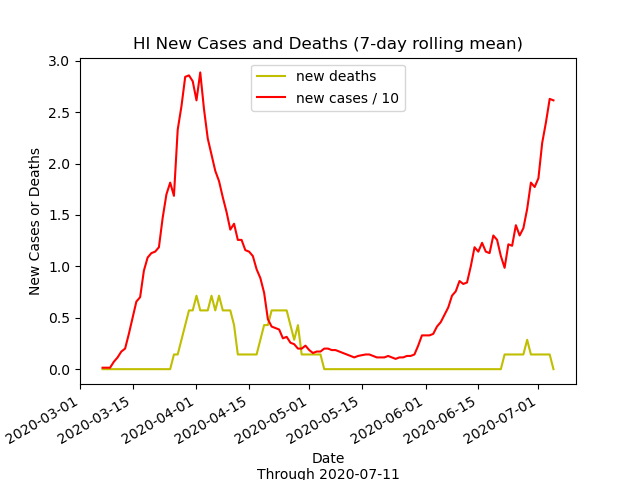 HI New Cases and Deaths (7-day rolling mean)
new deaths
new cases / 10
New Cases or Deaths
3.0
2.5
2.0
1.5
1.0
0.5
0.0
2020-03-01
2020-03-15
2020-04-01
2020-04-15
2020-05-01
2020-05-15
2020-06-01
2020-06-15
2020-07-01
Date
Through 2020-07-11